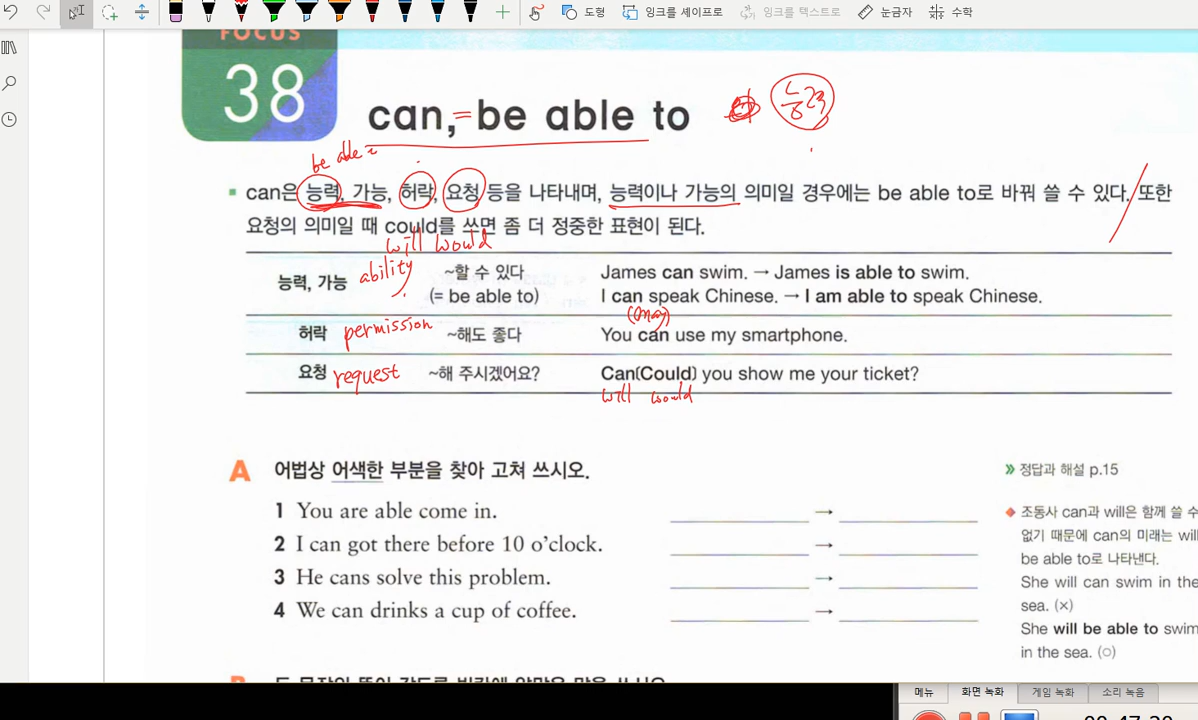 도형 잉크를 셰이프로 잉크를 텍스트로 눈금자 수학
FOCUS
38
can, = be able to
be able =
can은 능력, 가능, 허락, 요청 등을 나타내며, 능력이나 가능의 의미일 경우에는 be able to로 바꿔 쓸 수 있다. 또한
요청의 의미일 때 could를 쓰면 좀 더 정중한 표현이 된다.
will would
능력, 가능 ability ~할 수 있다 James can swim. → James is able to swim.
(= be able to) I can speak Chinese. → I am able to speak Chinese.
(may)
허락 permission ~해도 좋다 You can use my smartphone.
요청 request ~해 주시겠어요? Can(Could) you show me your ticket?
will would
A 어법상 어색한 부분을 찾아 고쳐 쓰시오.
1 You are able come in. →
2 I can got there before 10 o'clock. →
3 He cans solve this problem. →
4 We can drinks a cup of coffee. →
» 정답과 해설 p.15
조동사 can과 will은 함께 쓸 수
없기 때문에 can의 미래는 will
be able to로 나타낸다.
She will can swim in the
sea. (×)
She will be able to swim
in the sea. (○)
메뉴 화면 녹화 게임 녹화 소리 녹음